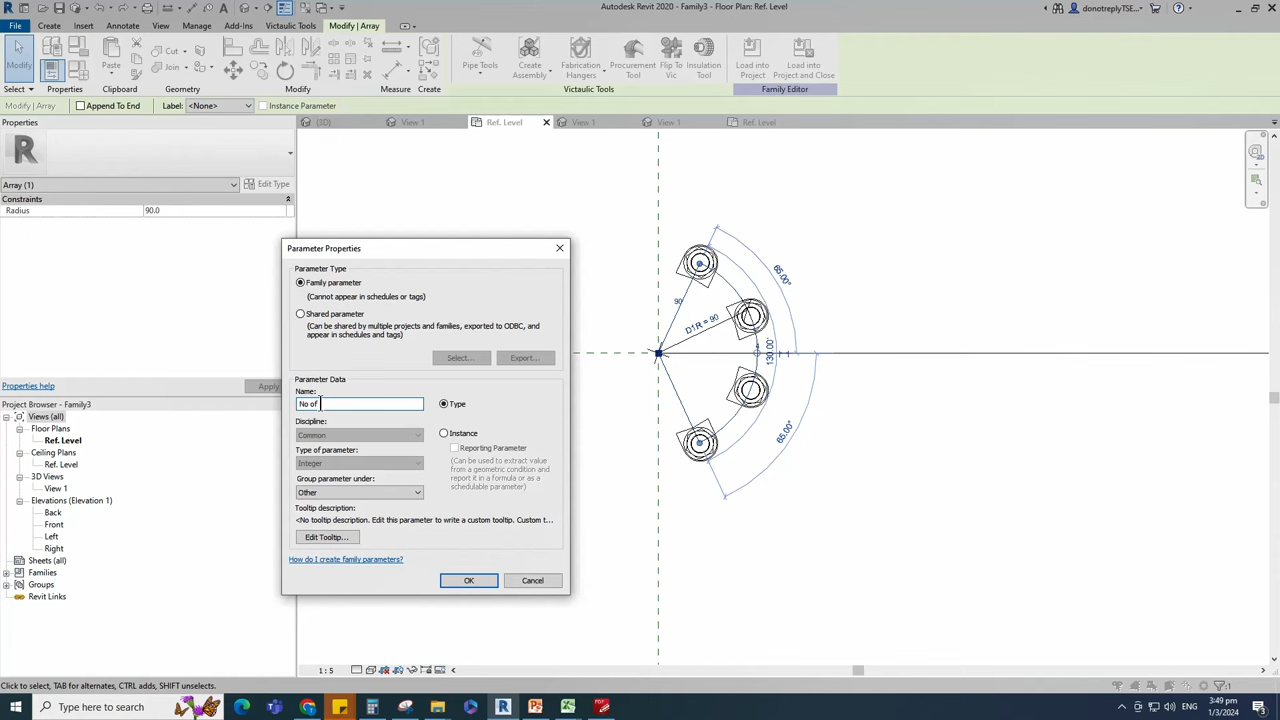 Autodesk Revit 2020 - Family3 - Floor Plan: Ref. Level
donotreplyTSE...
File Create Insert Annotate View Manage Add-Ins Victaulic Tools Modify | Array
Modify
Paste
Cut
Join
Pipe Tools
Create Assembly
Fabrication Hangers
Procurement Tool
Flip To Vic
Insulation Tool
Load into Project
Load into Project and Close
Select Properties Clipboard Geometry Modify Measure Create Victaulic Tools Family Editor
Modify | Array Append To End Label: <None> Instance Parameter
Properties
(3D) View 1 Ref. Level View 1 View 1 Ref. Level
Array (1) Edit Type
Constraints
Radius 90.0
Properties help Apply
Project Browser - Family3
Views (all)
Floor Plans
Ref. Level
Ceiling Plans
Ref. Level
3D Views
View 1
Elevations (Elevation 1)
Back
Front
Left
Right
Sheets (all)
Families
Groups
Revit Links
Parameter Properties
Parameter Type
Family parameter
(Cannot appear in schedules or tags)
Shared parameter
(Can be shared by multiple projects and families, exported to ODBC, and
appear in schedules and tags)
Select... Export...
Parameter Data
Name:
No of
Type
Discipline:
Common
Instance
Type of parameter:
Integer
Reporting Parameter
(Can be used to extract value
from a geometric condition and
report it in a formula or as a
schedulable parameter)
Group parameter under:
Other
Tooltip description:
<No tooltip description. Edit this parameter to write a custom tooltip. Custom t...
Edit Tooltip...
How do I create family parameters?
OK Cancel
65.00°
90
D1R = 90
130.00°
65.00°
1 : 5
Click to select, TAB for alternates, CTRL adds, SHIFT unselects.
:1
Type here to search
ENG
3:49 pm
1/3/2024